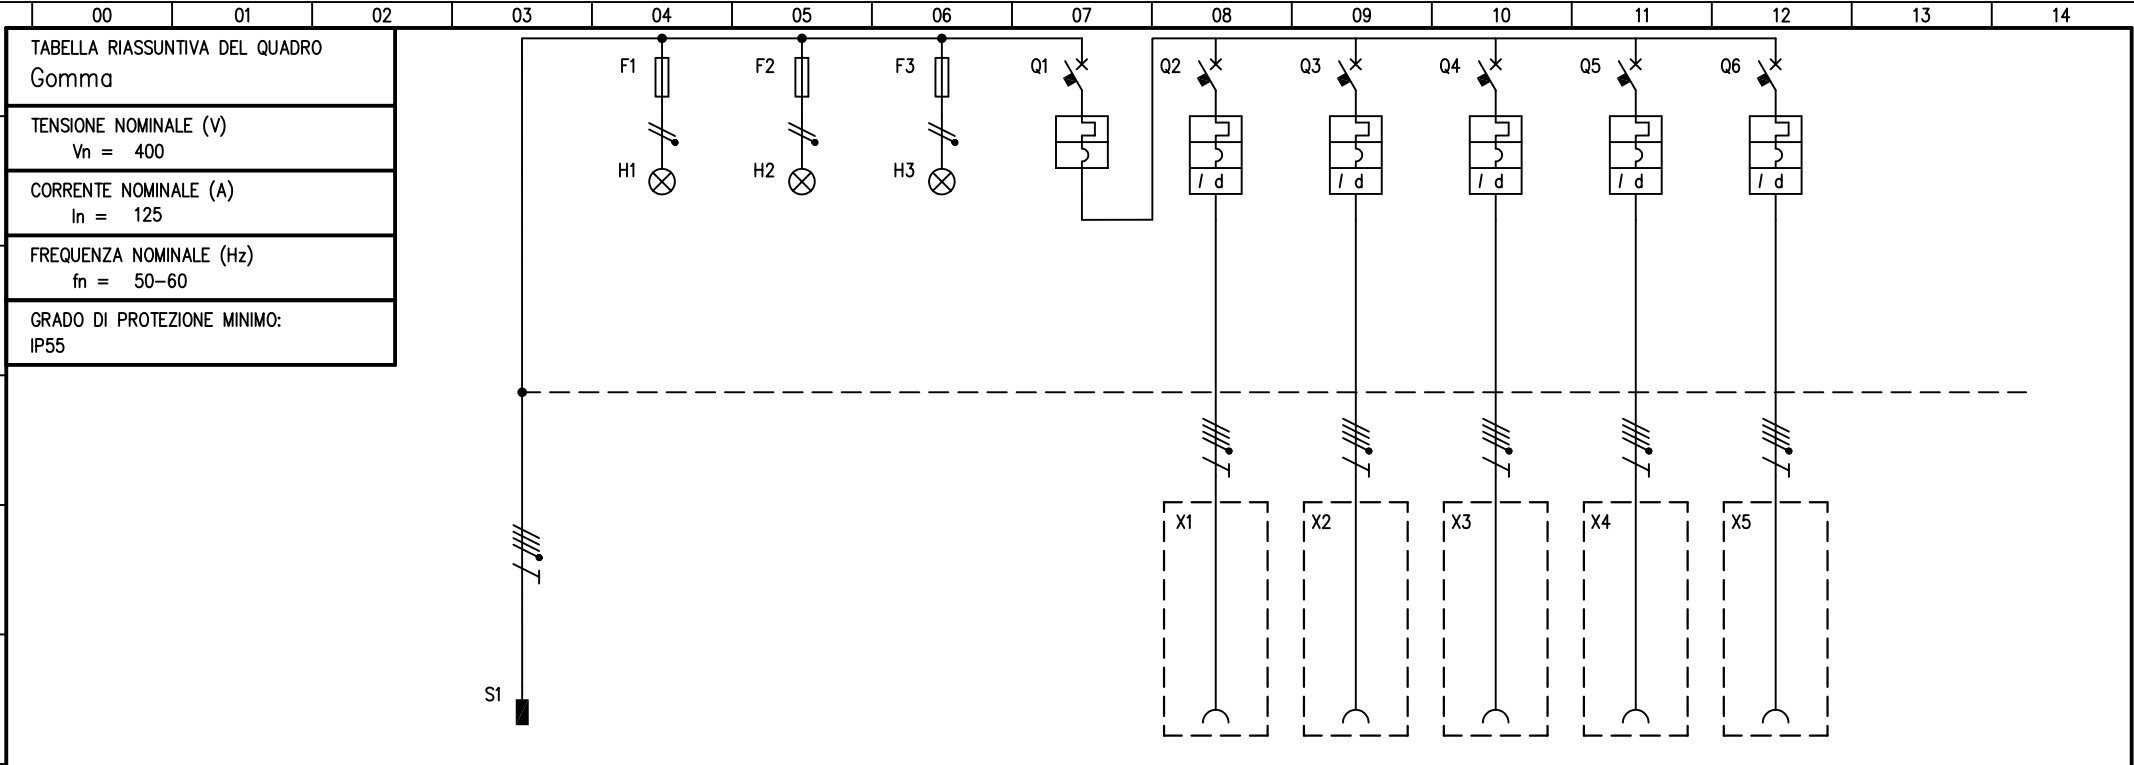 00 01 02 03 04 05 06 07 08 09 10 11 12 13 14
TABELLA RIASSUNTIVA DEL QUADRO
Gomma
TENSIONE NOMINALE (V)
Vn = 400
CORRENTE NOMINALE (A)
In = 125
FREQUENZA NOMINALE (Hz)
fn = 50-60
GRADO DI PROTEZIONE MINIMO:
IP55
F1 F2 F3 Q1 Q2 Q3 Q4 Q5 Q6
H1 H2 H3
I d I d I d I d I d
X1 X2 X3 X4 X5
S1